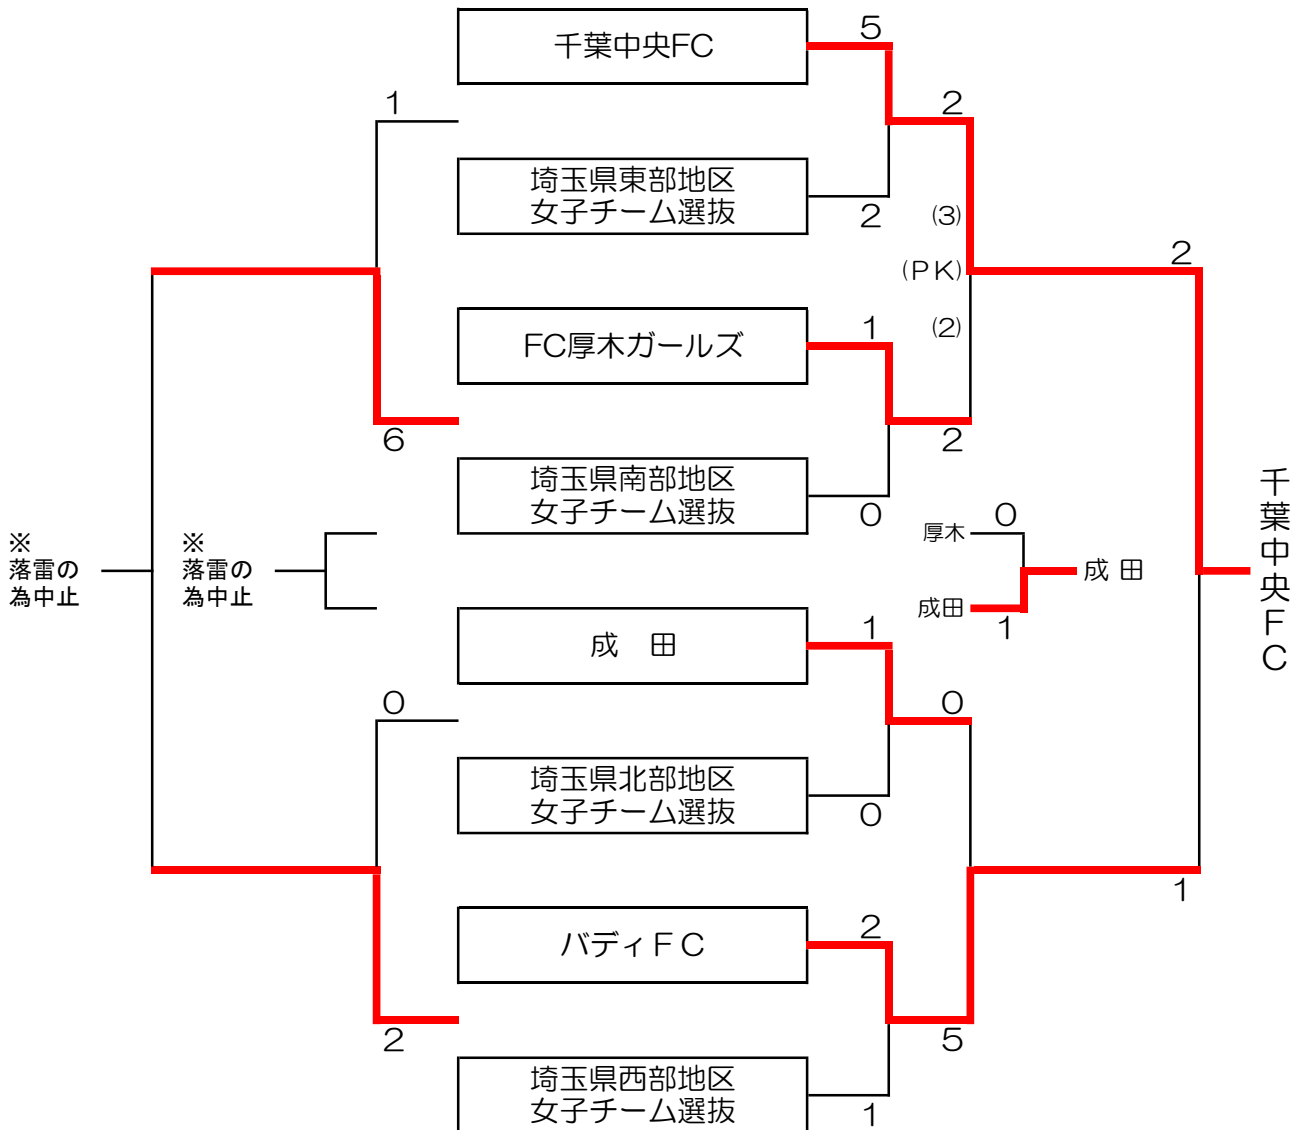 千葉中央FC
5
1
2
埼玉県東部地区
女子チーム選抜
2
(3)
(ＰＫ)
(2)
2
FC厚木ガールズ
1
6
2
埼玉県南部地区
女子チーム選抜
0
※
落雷の
為中止
※
落雷の
為中止
厚木
0
成田
1
成 田
千葉中央ＦＣ
成　田
1
0
0
埼玉県北部地区
女子チーム選抜
0
1
バディＦＣ
2
2
5
埼玉県西部地区
女子チーム選抜
1